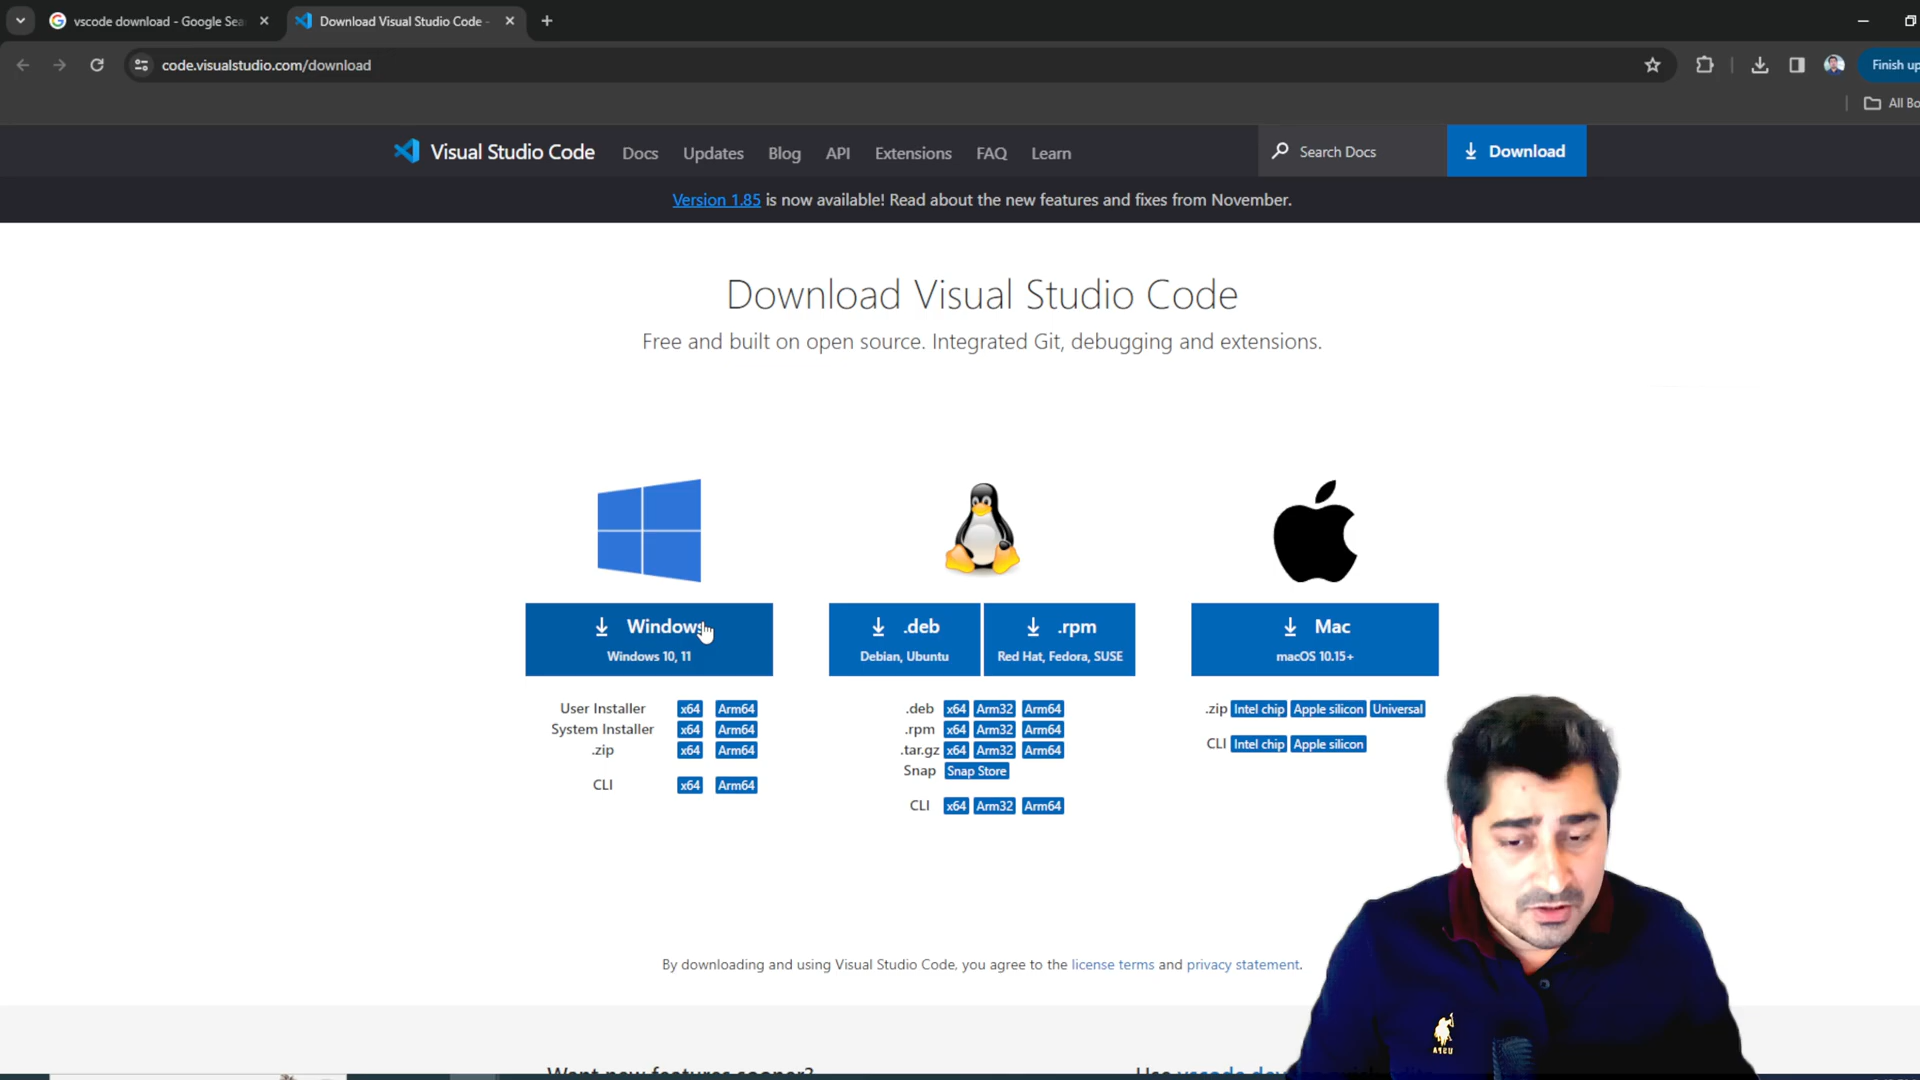 vscode download - Google Sea
Download Visual Studio Code -
code.visualstudio.com/download
Finish up
All Bo
Visual Studio Code
Docs
Updates
Blog
API
Extensions
FAQ
Learn
Search Docs
Download
Version 1.85 is now available! Read about the new features and fixes from November.
Download Visual Studio Code
Free and built on open source. Integrated Git, debugging and extensions.
Windows
Windows 10, 11
User Installer x64 Arm64
System Installer x64 Arm64
.zip x64 Arm64
CLI x64 Arm64
.deb
Debian, Ubuntu
.rpm
Red Hat, Fedora, SUSE
.deb x64 Arm32 Arm64
.rpm x64 Arm32 Arm64
.tar.gz x64 Arm32 Arm64
Snap Snap Store
CLI x64 Arm32 Arm64
Mac
macOS 10.15+
.zip Intel chip Apple silicon Universal
CLI Intel chip Apple silicon
By downloading and using Visual Studio Code, you agree to the license terms and privacy statement.
Want new features sooner?
Use vscode.dev